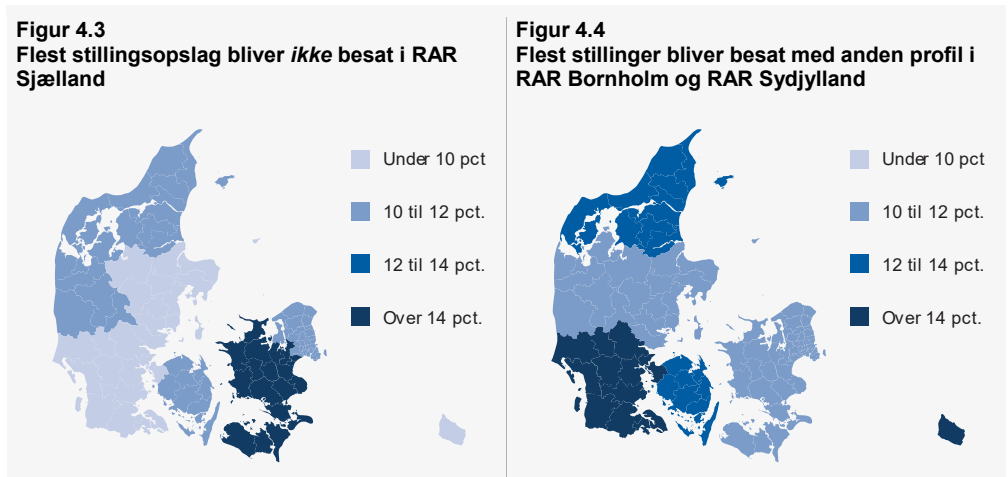 Figur 4.3
Flest stillingsopslag bliver ikke besat i RAR
Sjælland
Under 10 pct
10 til 12 pct.
12 til 14 pct.
Over 14 pct.
Figur 4.4
Flest stillinger bliver besat med anden profil i
RAR Bornholm og RAR Sydjylland
Under 10 pct
10 til 12 pct.
12 til 14 pct.
Over 14 pct.